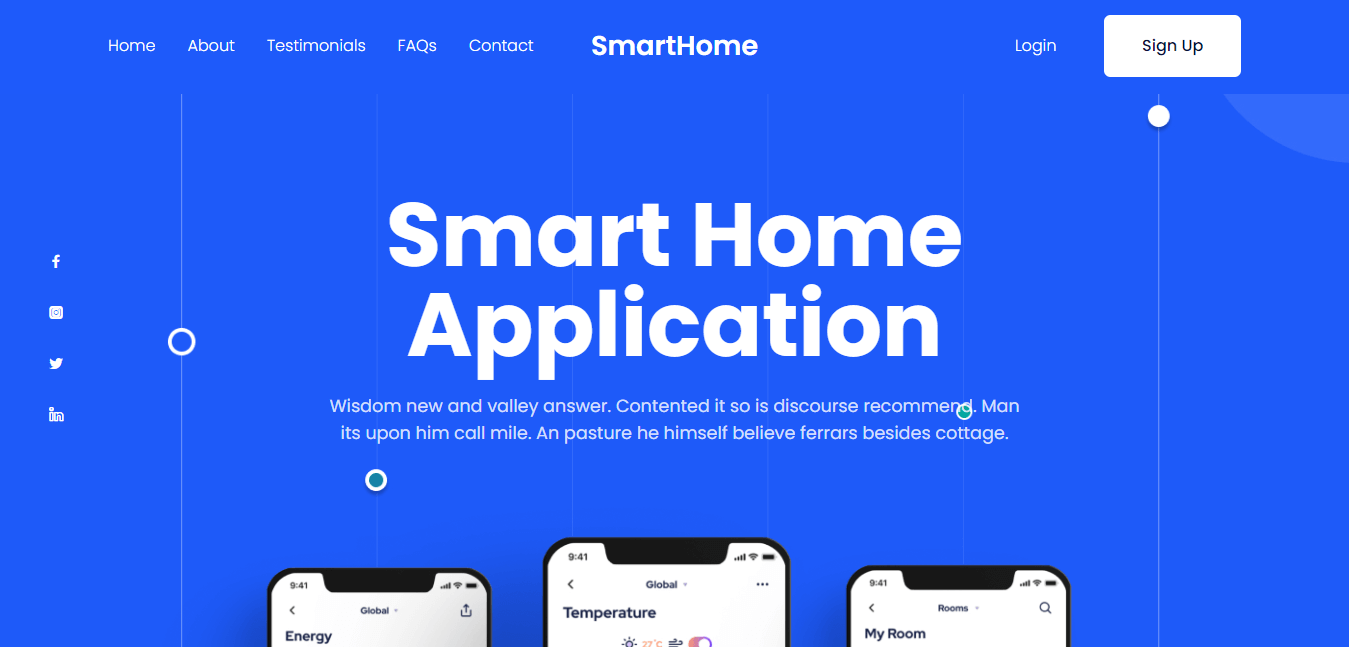 Home About Testimonials FAQs Contact SmartHome Login Sign Up
Smart Home
Application
Wisdom new and valley answer. Contented it so is discourse recommend. Man
its upon him call mile. An pasture he himself believe ferrars besides cottage.
9:41
Global
Energy
9:41
Global
Temperature
27°C
9:41
Rooms
My Room